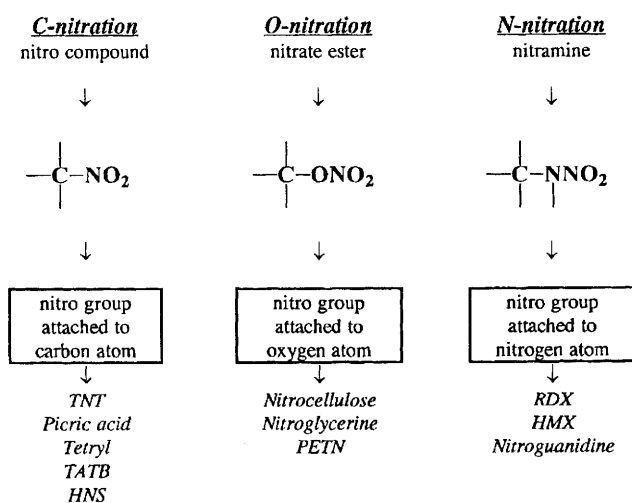 C-nitration
nitro compound
↓
—C—NO₂
↓
nitro group
attached to
carbon atom
↓
TNT
Picric acid
Tetryl
TATB
HNS
O-nitration
nitrate ester
↓
—C—ONO₂
↓
nitro group
attached to
oxygen atom
↓
Nitrocellulose
Nitroglycerine
PETN
N-nitration
nitramine
↓
—C—NNO₂
↓
nitro group
attached to
nitrogen atom
↓
RDX
HMX
Nitroguanidine